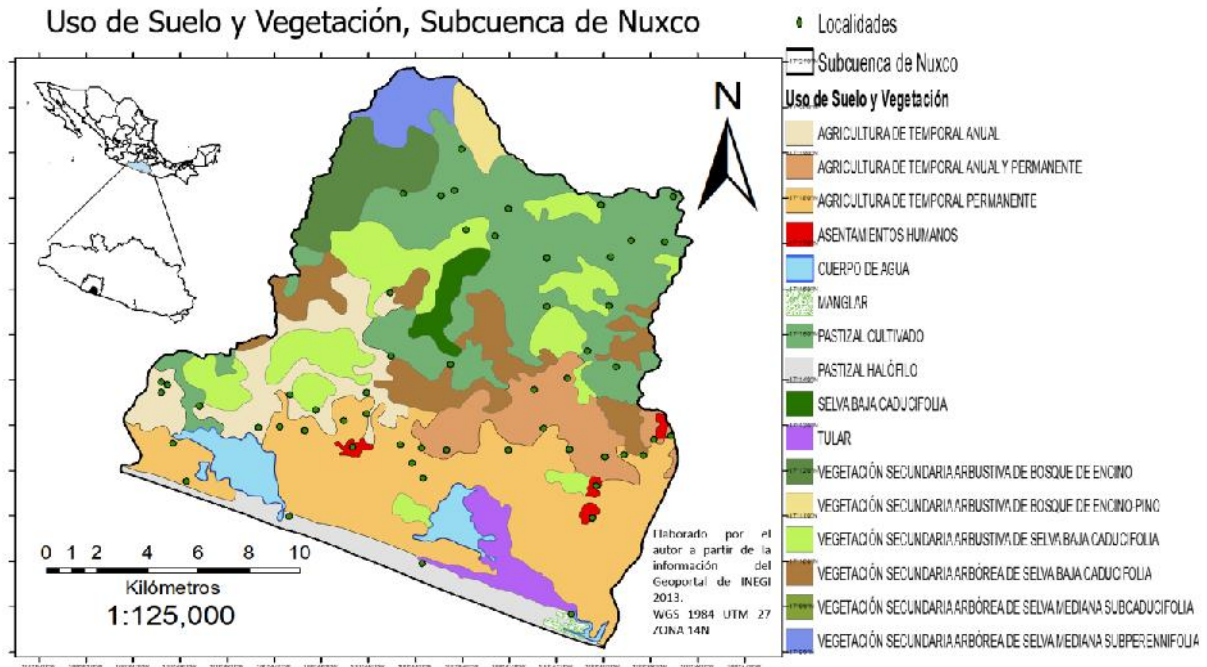 Uso de Suelo y Vegetación, Subcuenca de Nuxco
N
Elaborado por el
autor a partir de la
información del
Geoportal de INEGI
2013.
WGS 1984 UTM 27
ZONA 14N
0 1 2 4 6 8 10
Kilómetros
1:125,000
Localidades
Subcuenca de Nuxco
Uso de Suelo y Vegetación
AGRICULTURA DE TEMPORAL ANUAL
AGRICULTURA DE TEMPORAL ANUAL Y PERMANENTE
AGRICULTURA DE TEMPORAL PERMANENTE
ASENTAMIENTOS HUMANOS
CUERPO DE AGUA
MANGLAR
PASTIZAL CULTIVADO
PASTIZAL HALÓFILO
SELVA BAJA CADUCIFOLIA
TULAR
VEGETACIÓN SECUNDARIA ARBUSTIVA DE BOSQUE DE ENCINO
VEGETACIÓN SECUNDARIA ARBUSTIVA DE BOSQUE DE ENCINO-PINO
VEGETACIÓN SECUNDARIA ARBUSTIVA DE SELVA BAJA CADUCIFOLIA
VEGETACIÓN SECUNDARIA ARBÓREA DE SELVA BAJA CADUCIFOLIA
VEGETACIÓN SECUNDARIA ARBÓREA DE SELVA MEDIANA SUBCADUCIFOLIA
VEGETACIÓN SECUNDARIA ARBÓREA DE SELVA MEDIANA SUBPERENNIFOLIA